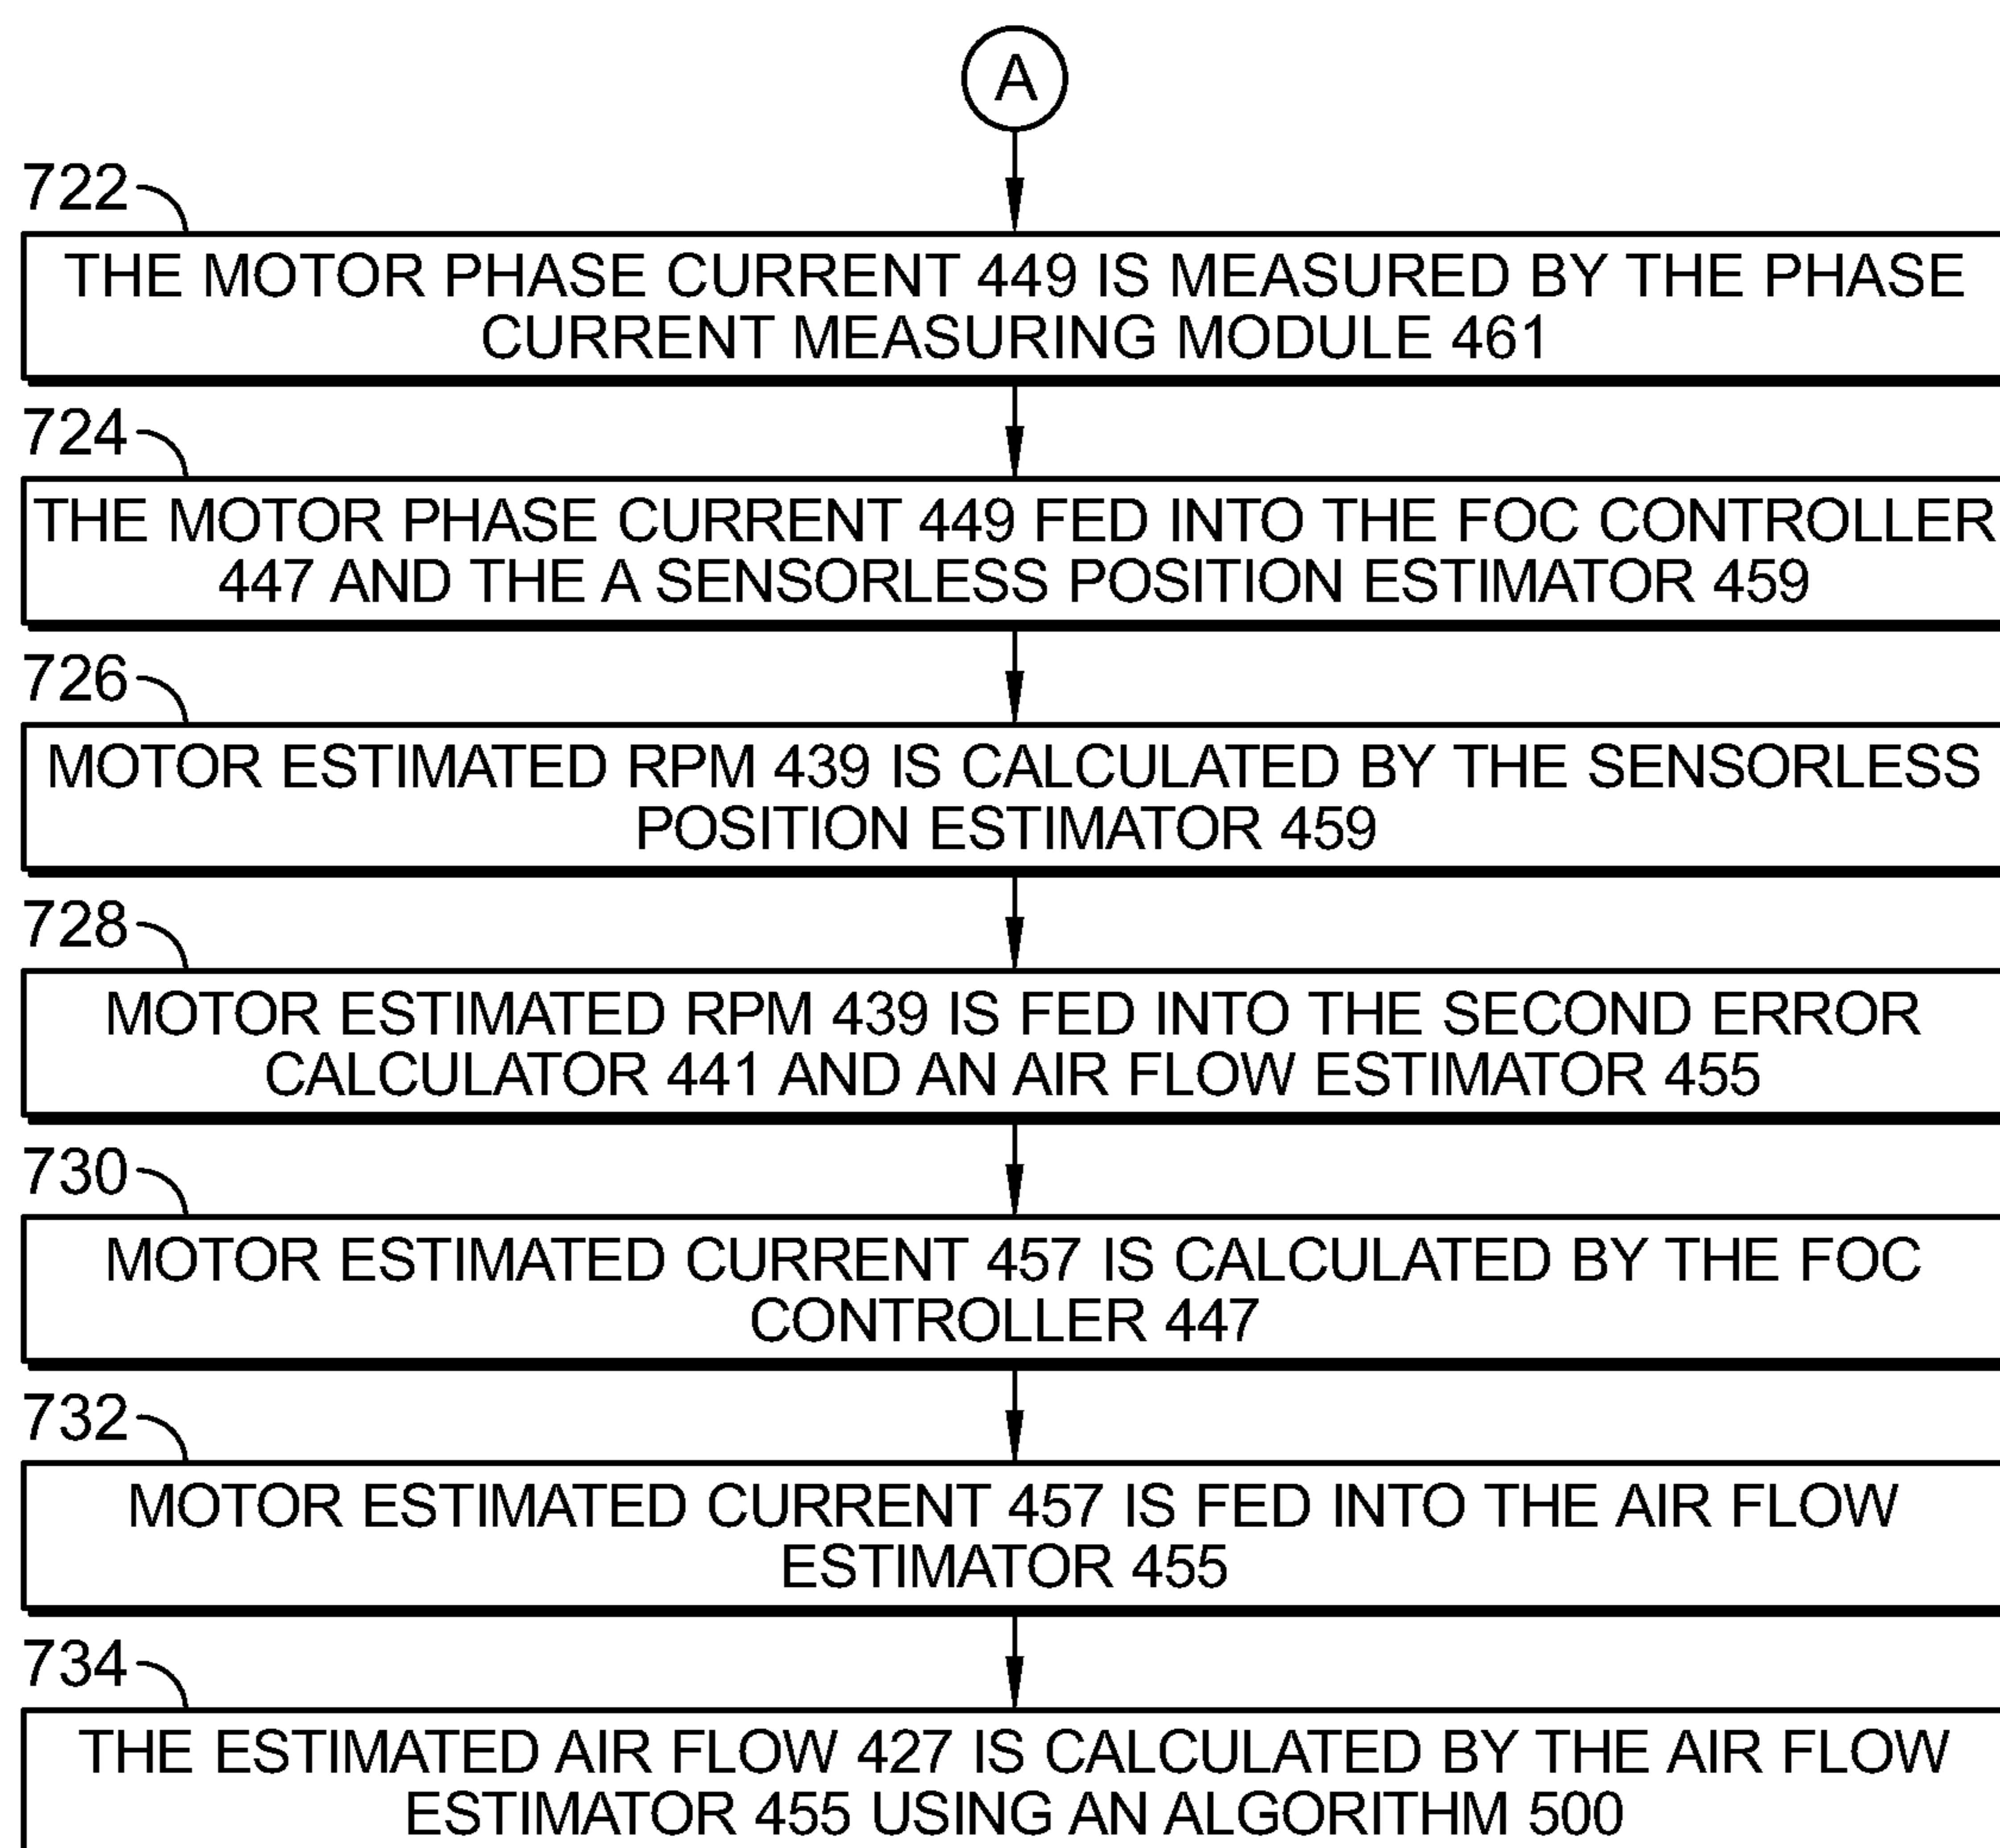 A
722
THE MOTOR PHASE CURRENT 449 IS MEASURED BY THE PHASE
CURRENT MEASURING MODULE 461
724
THE MOTOR PHASE CURRENT 449 FED INTO THE FOC CONTROLLER
447 AND THE A SENSORLESS POSITION ESTIMATOR 459
726
MOTOR ESTIMATED RPM 439 IS CALCULATED BY THE SENSORLESS
POSITION ESTIMATOR 459
728
MOTOR ESTIMATED RPM 439 IS FED INTO THE SECOND ERROR
CALCULATOR 441 AND AN AIR FLOW ESTIMATOR 455
730
MOTOR ESTIMATED CURRENT 457 IS CALCULATED BY THE FOC
CONTROLLER 447
732
MOTOR ESTIMATED CURRENT 457 IS FED INTO THE AIR FLOW
ESTIMATOR 455
734
THE ESTIMATED AIR FLOW 427 IS CALCULATED BY THE AIR FLOW
ESTIMATOR 455 USING AN ALGORITHM 500